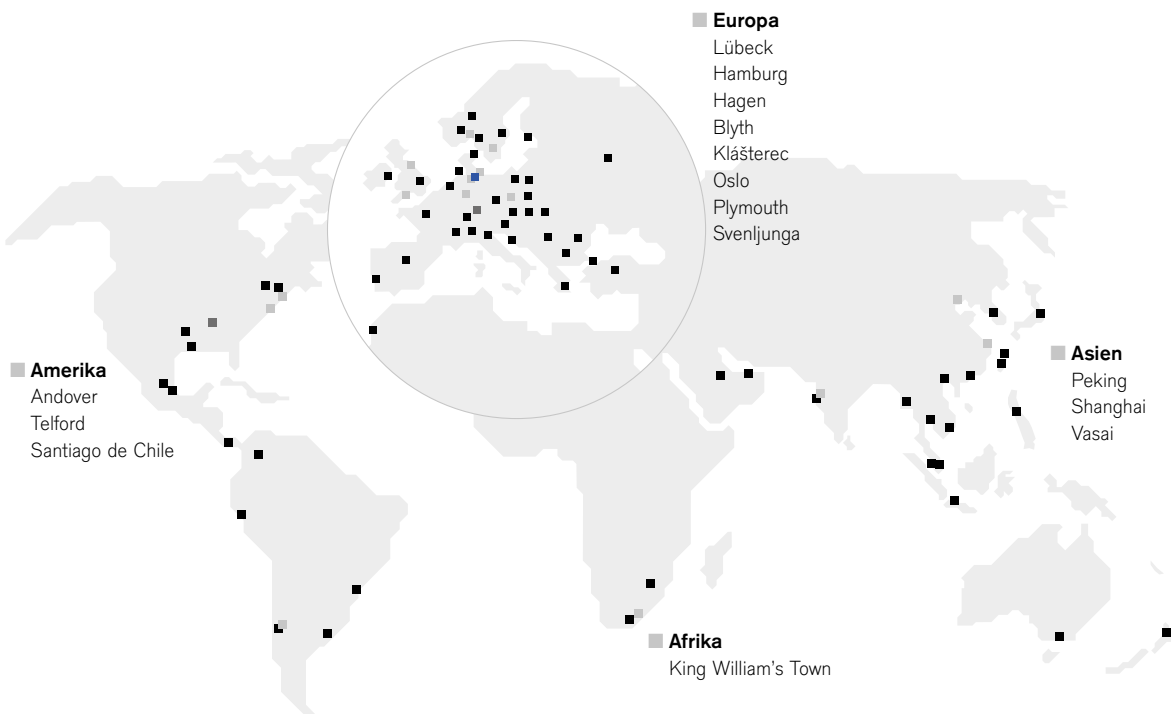 Europa
Lübeck
Hamburg
Hagen
Blyth
Klášterec
Oslo
Plymouth
Svenljunga
Amerika
Andover
Telford
Santiago de Chile
Asien
Peking
Shanghai
Vasai
Afrika
King William's Town